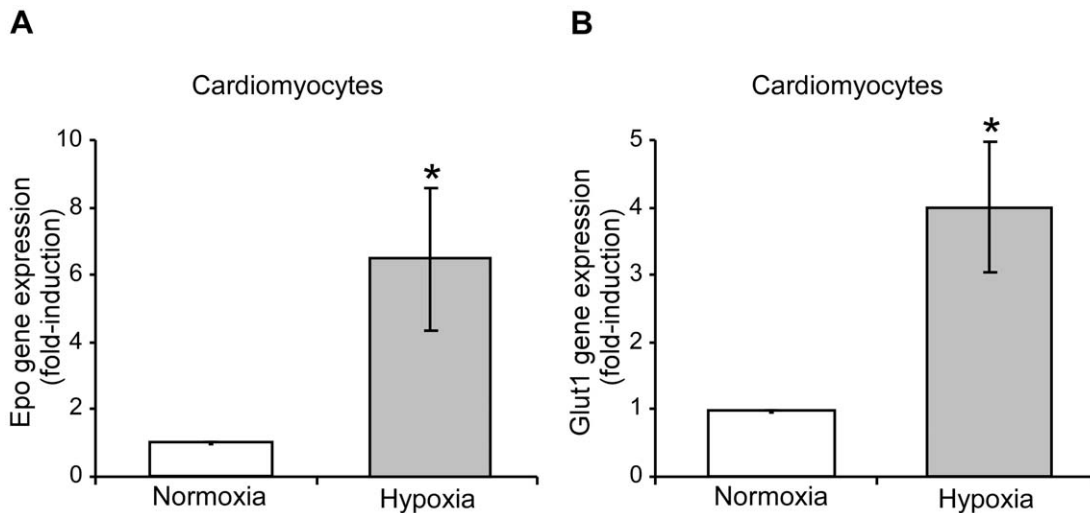 A
Cardiomyocytes
Epo gene expression
(fold-induction)
10
8
6
4
2
0
*
Normoxia
Hypoxia
B
Cardiomyocytes
Glut1 gene expression
(fold-induction)
5
4
3
2
1
0
*
Normoxia
Hypoxia